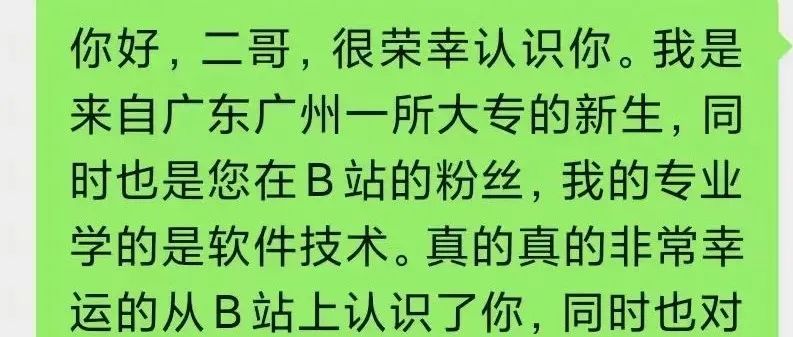 你好，二哥，很荣幸认识你。我是
来自广东广州一所大专的新生，同
时也是您在B站的粉丝，我的专业
学的是软件技术。真的真的非常幸
运的从B站上认识了你，同时也对